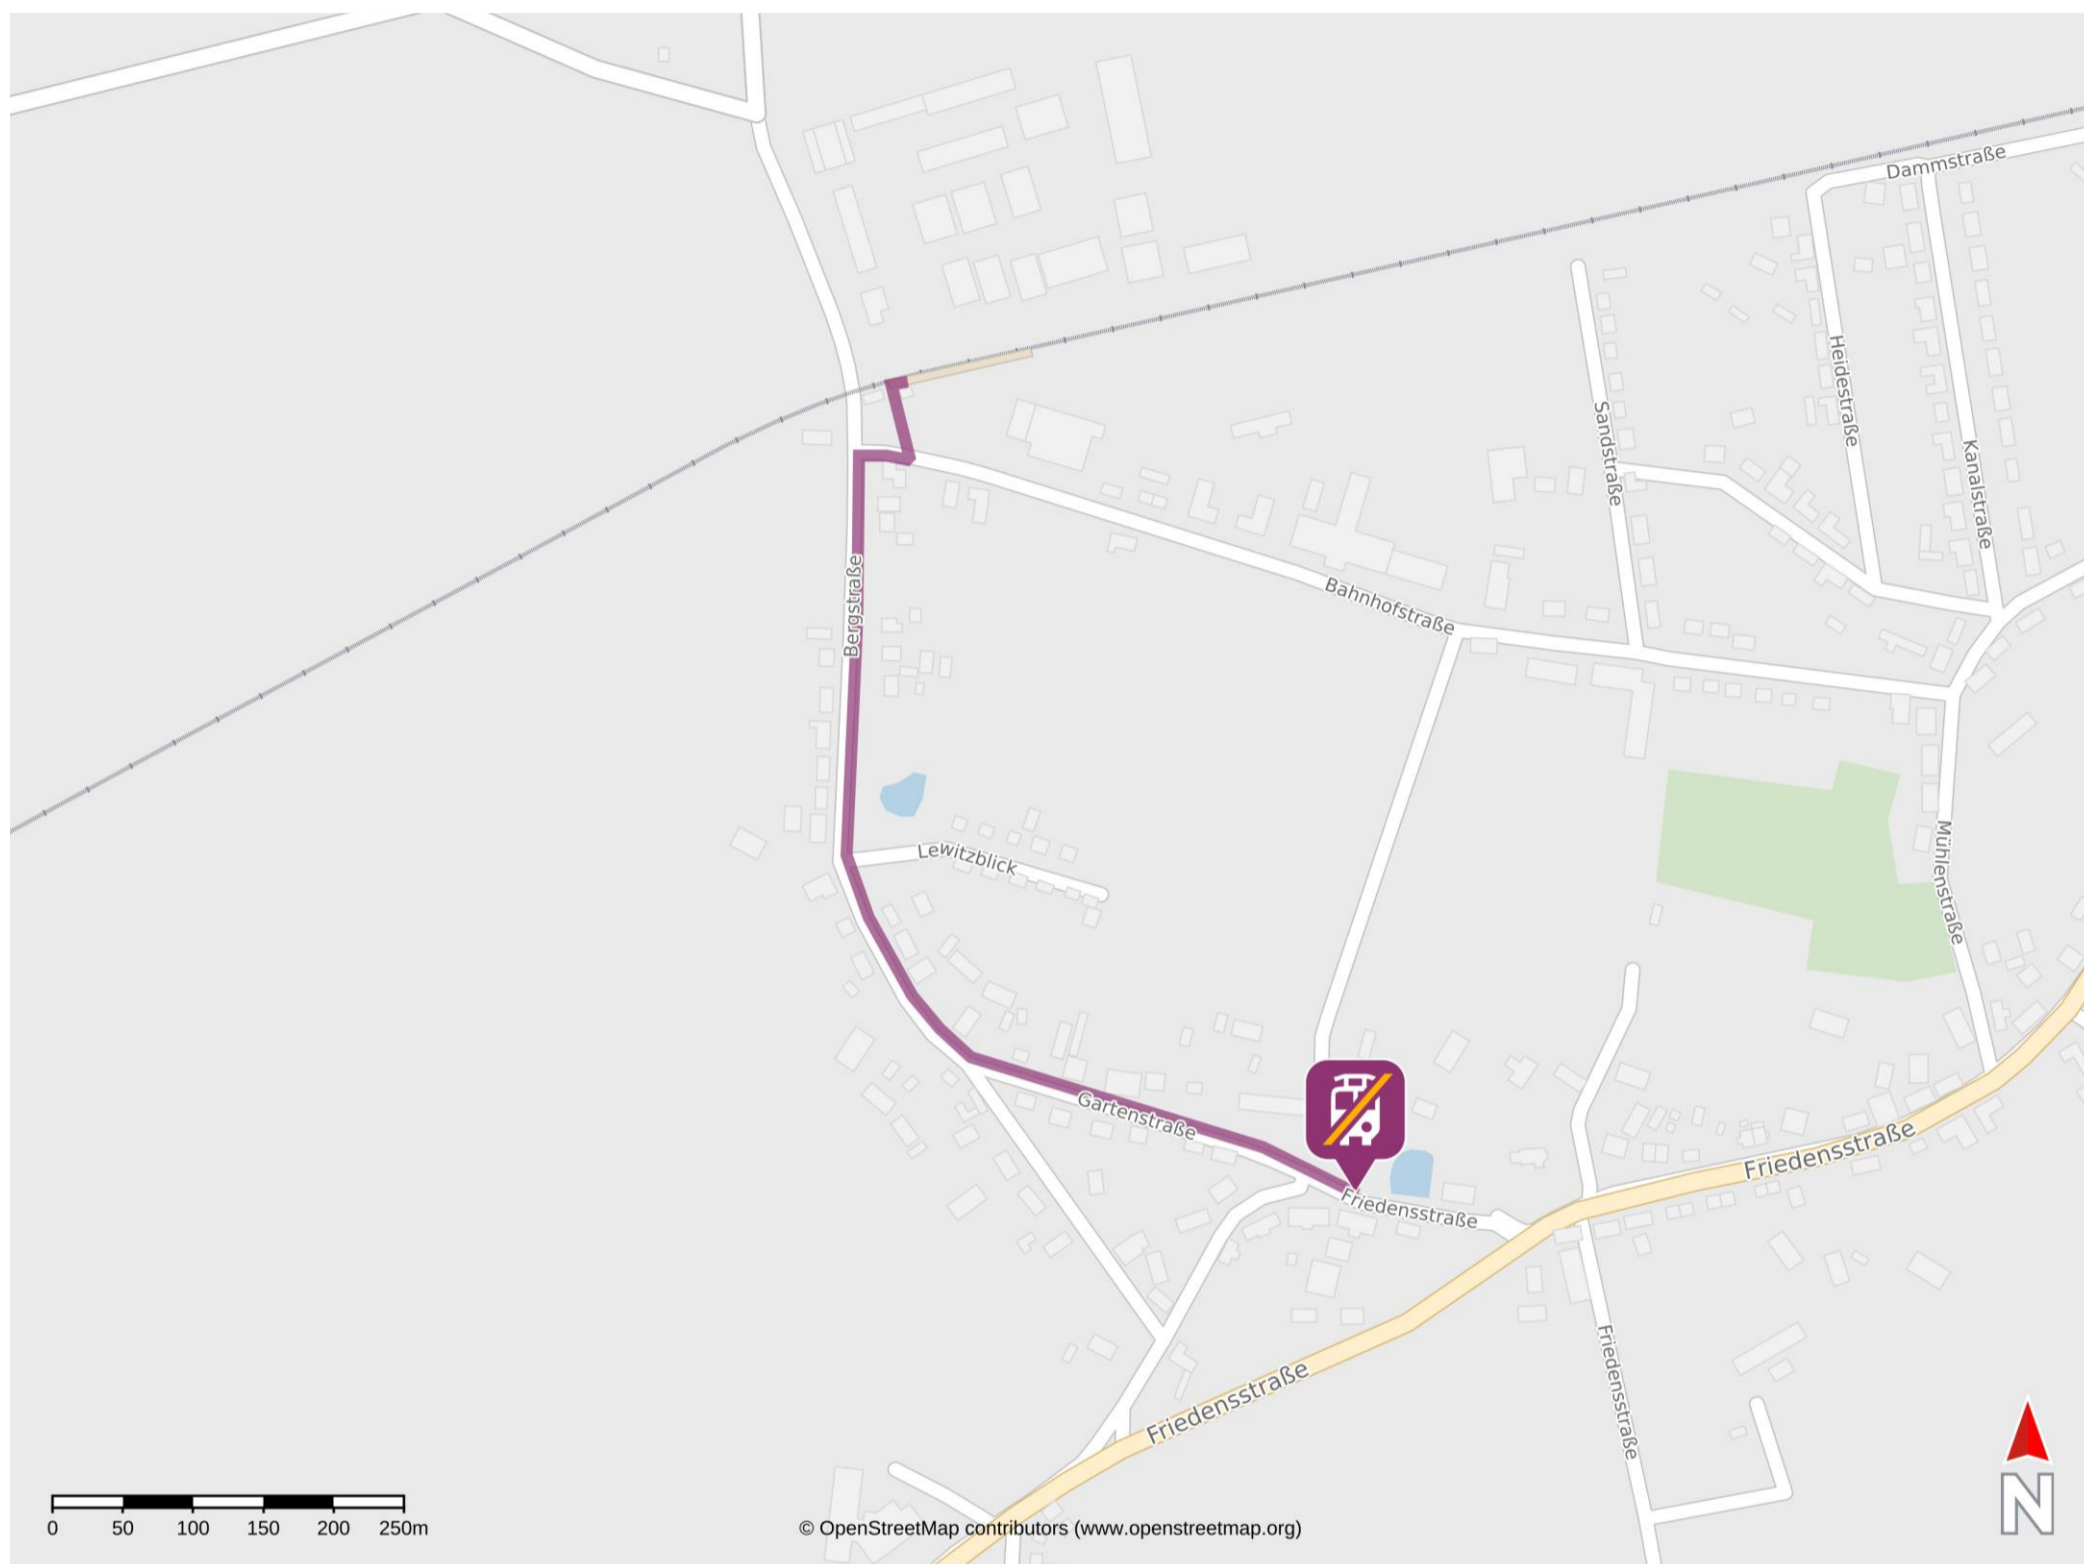 Dammstraße
Heidestraße
Sandstraße
Kanalstraße
Bergstraße
Bahnhofstraße
Lewitzblick
Mühlenstraße
Gartenstraße
Friedensstraße
Friedensstraße
Friedensstraße
Friedensstraße
N
0 50 100 150 200 250m
© OpenStreetMap contributors (www.openstreetmap.org)